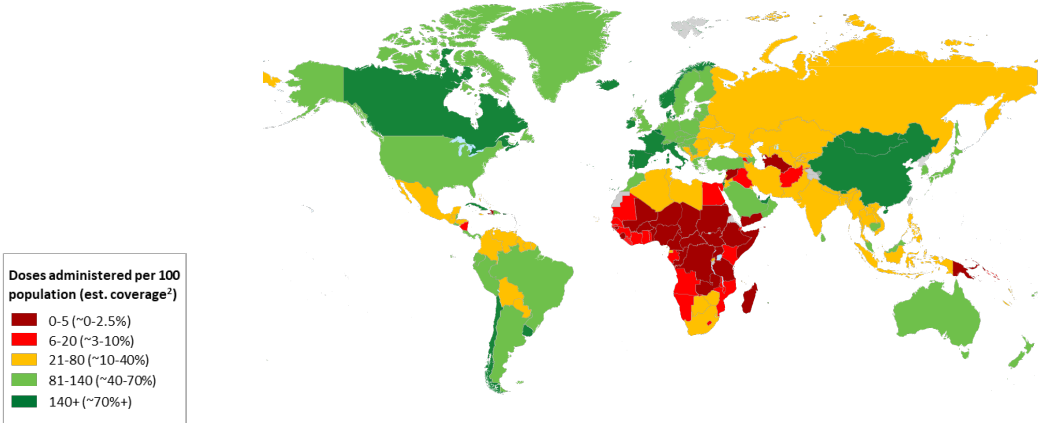 Doses administered per 100
population (est. coverage²)
0-5 (~0-2.5%)
6-20 (~3-10%)
21-80 (~10-40%)
81-140 (~40-70%)
140+ (~70%+)